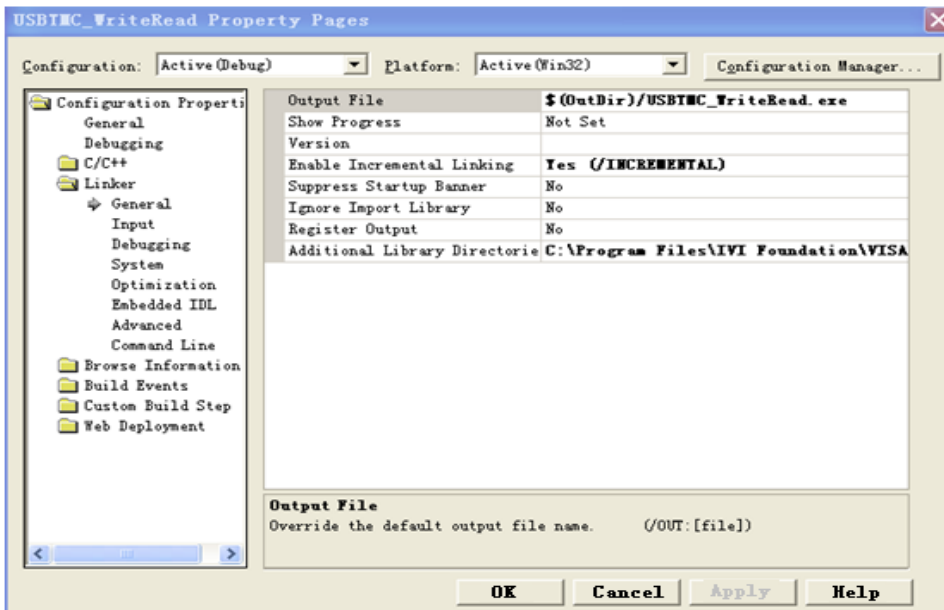 USBTMC_WriteRead Property Pages
Configuration: Active(Debug) Platform: Active(Win32) Configuration Manager...
Configuration Properti
General
Debugging
C/C++
Linker
General
Input
Debugging
System
Optimization
Embedded IDL
Advanced
Command Line
Browse Information
Build Events
Custom Build Step
Web Deployment
Output File $(OutDir)/USBTMC_WriteRead.exe
Show Progress Not Set
Version
Enable Incremental Linking Yes (/INCREMENTAL)
Suppress Startup Banner No
Ignore Import Library No
Register Output No
Additional Library Directorie C:\Program Files\IVI Foundation\VISA
Output File
Override the default output file name. (/OUT:[file])
OK Cancel Apply Help